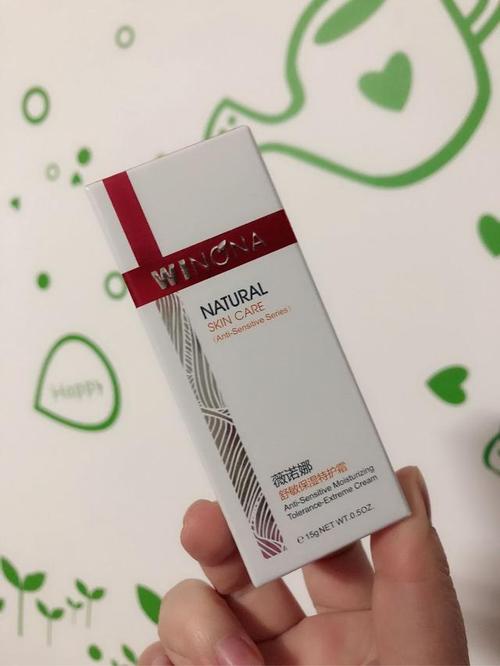 WINONA
NATURAL
SKIN CARE
(Anti-Sensitive Series)
薇诺娜
舒敏保湿特护霜
Anti-Sensitive Moisturizing
Tolerance-Extreme Cream
℮15g NET WT.0.5OZ.
Happy